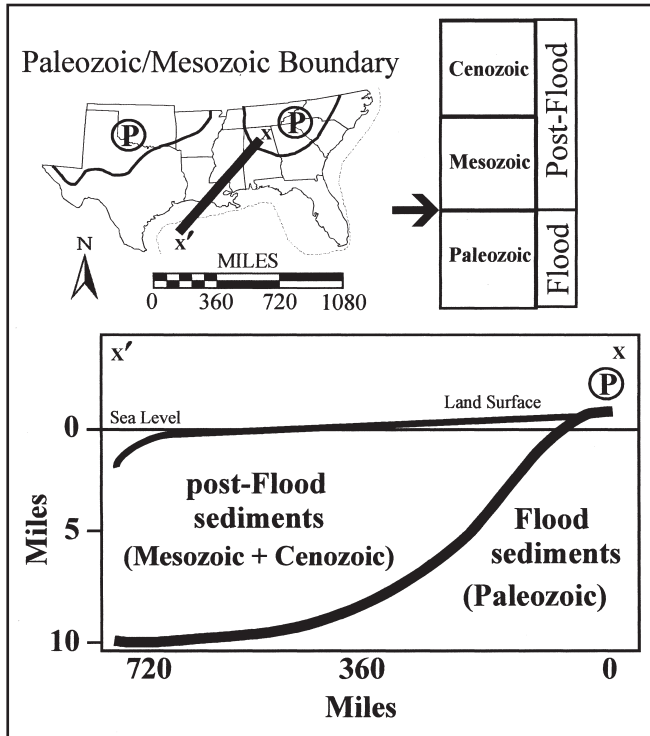 Paleozoic/Mesozoic Boundary
P
P
x
x′
N
MILES
0 360 720 1080
Cenozoic
Mesozoic
Paleozoic
Post-Flood
Flood
x′
x
P
Land Surface
Sea Level
0
post-Flood
sediments
(Mesozoic + Cenozoic)
Flood
sediments
(Paleozoic)
5
10
Miles
720 360 0
Miles